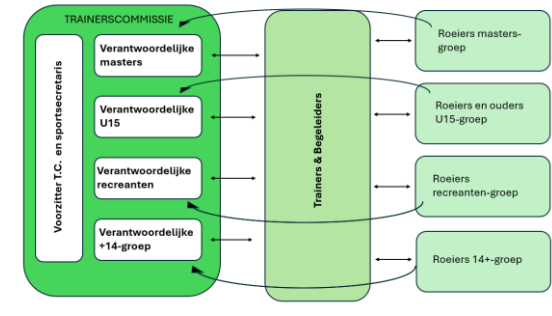 TRAINERSCOMMISSIE
Voorzitter T.C. en sportsecretaris
Verantwoordelijke
masters
Verantwoordelijke
U15
Verantwoordelijke
recreanten
Verantwoordelijke
+14-groep
Trainers & Begeleiders
Roeiers masters-
groep
Roeiers en ouders
U15-groep
Roeiers
recreanten-groep
Roeiers 14+-groep